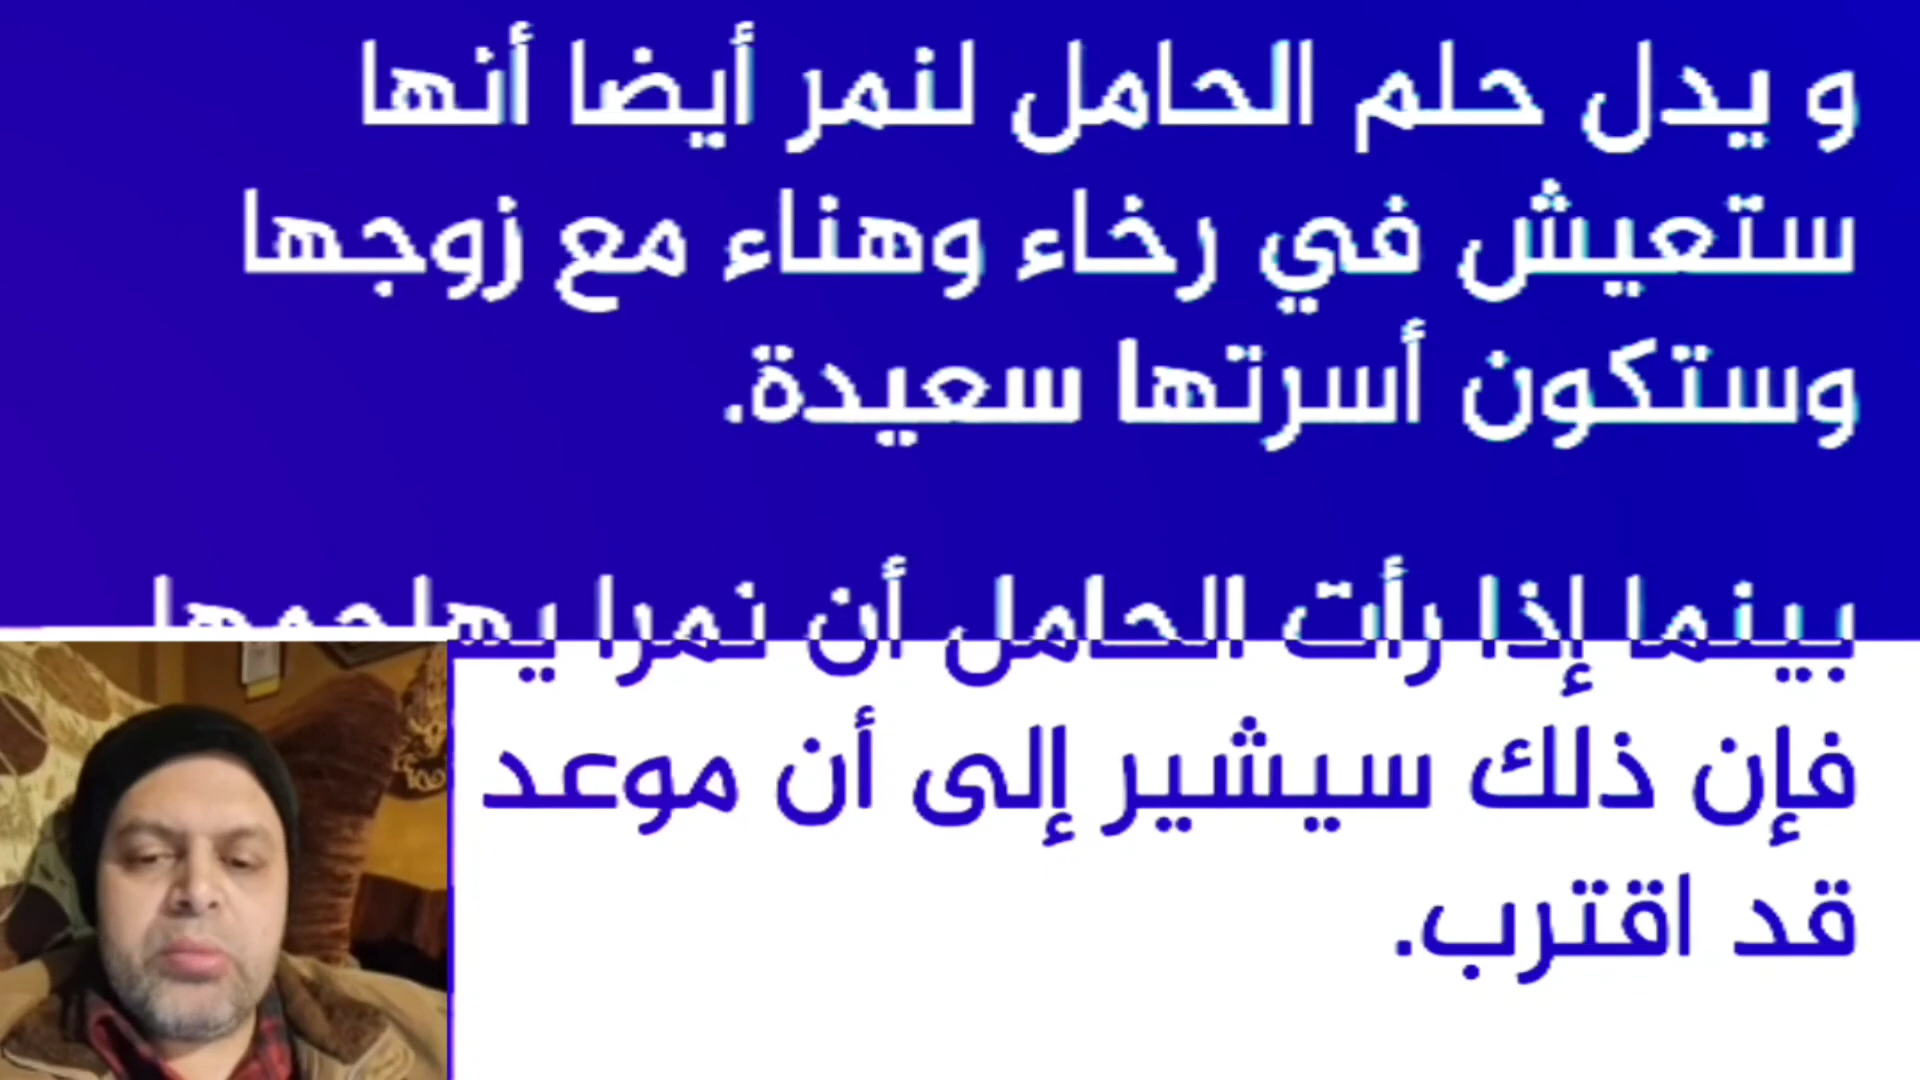 و يدل حلم الحامل لنمر أيضا أنها
ستعيش في رخاء وهناء مع زوجها
وستكون أسرتها سعيدة.
بينما إذا رأت الحامل أن نمرا يهاجمها
فإن ذلك سيشير إلى أن موعد
قد اقترب.